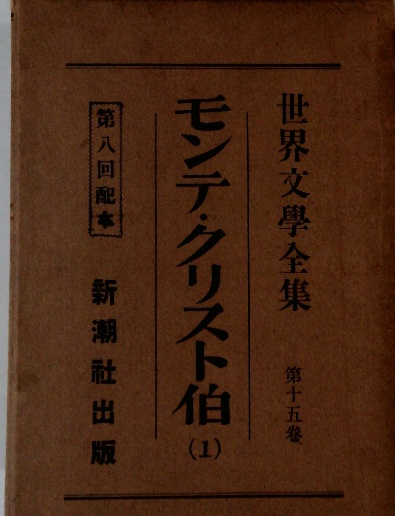 世界文學全集
第十五卷
モンテ・クリスト伯
(1)
第八回配本
新潮社出版